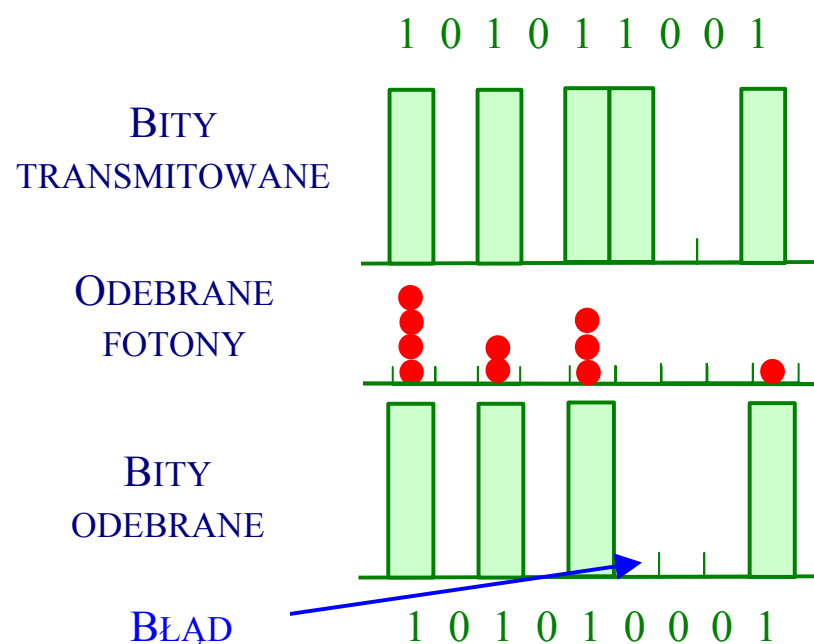 1 0 1 0 1 1 0 0 1
BITY
TRANSMITOWANE
ODEBRANE
FOTONY
BITY
ODEBRANE
BŁĄD
1 0 1 0 1 0 0 0 1